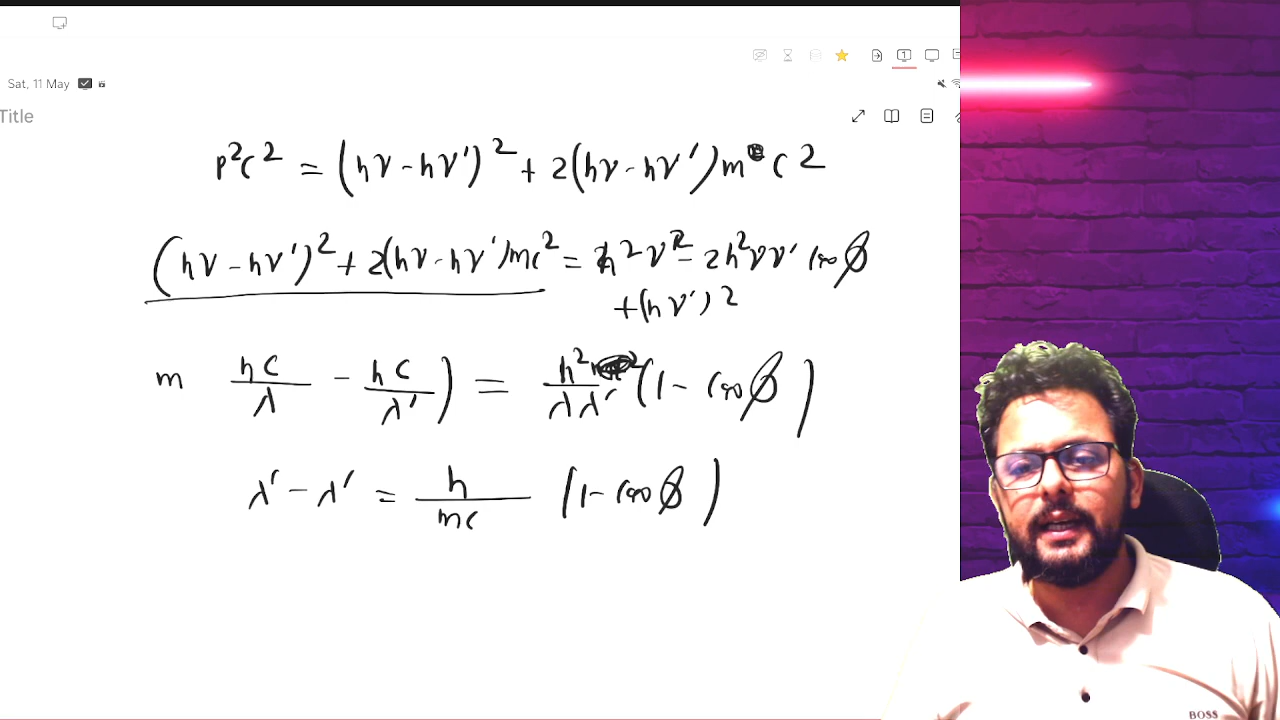 Sat, 11 May
Title
p²c² = (hν - hν')² + 2(hν - hν') m c²
(hν - hν')² + 2(hν - hν') mc² = h²ν² - 2h²νν' cos ϕ
+ (hν')²
m hc/λ - hc/λ') = h²/λλ' (1 - cos ϕ)
λ' - λ' = h/mc (1 - cos ϕ)
BOSS